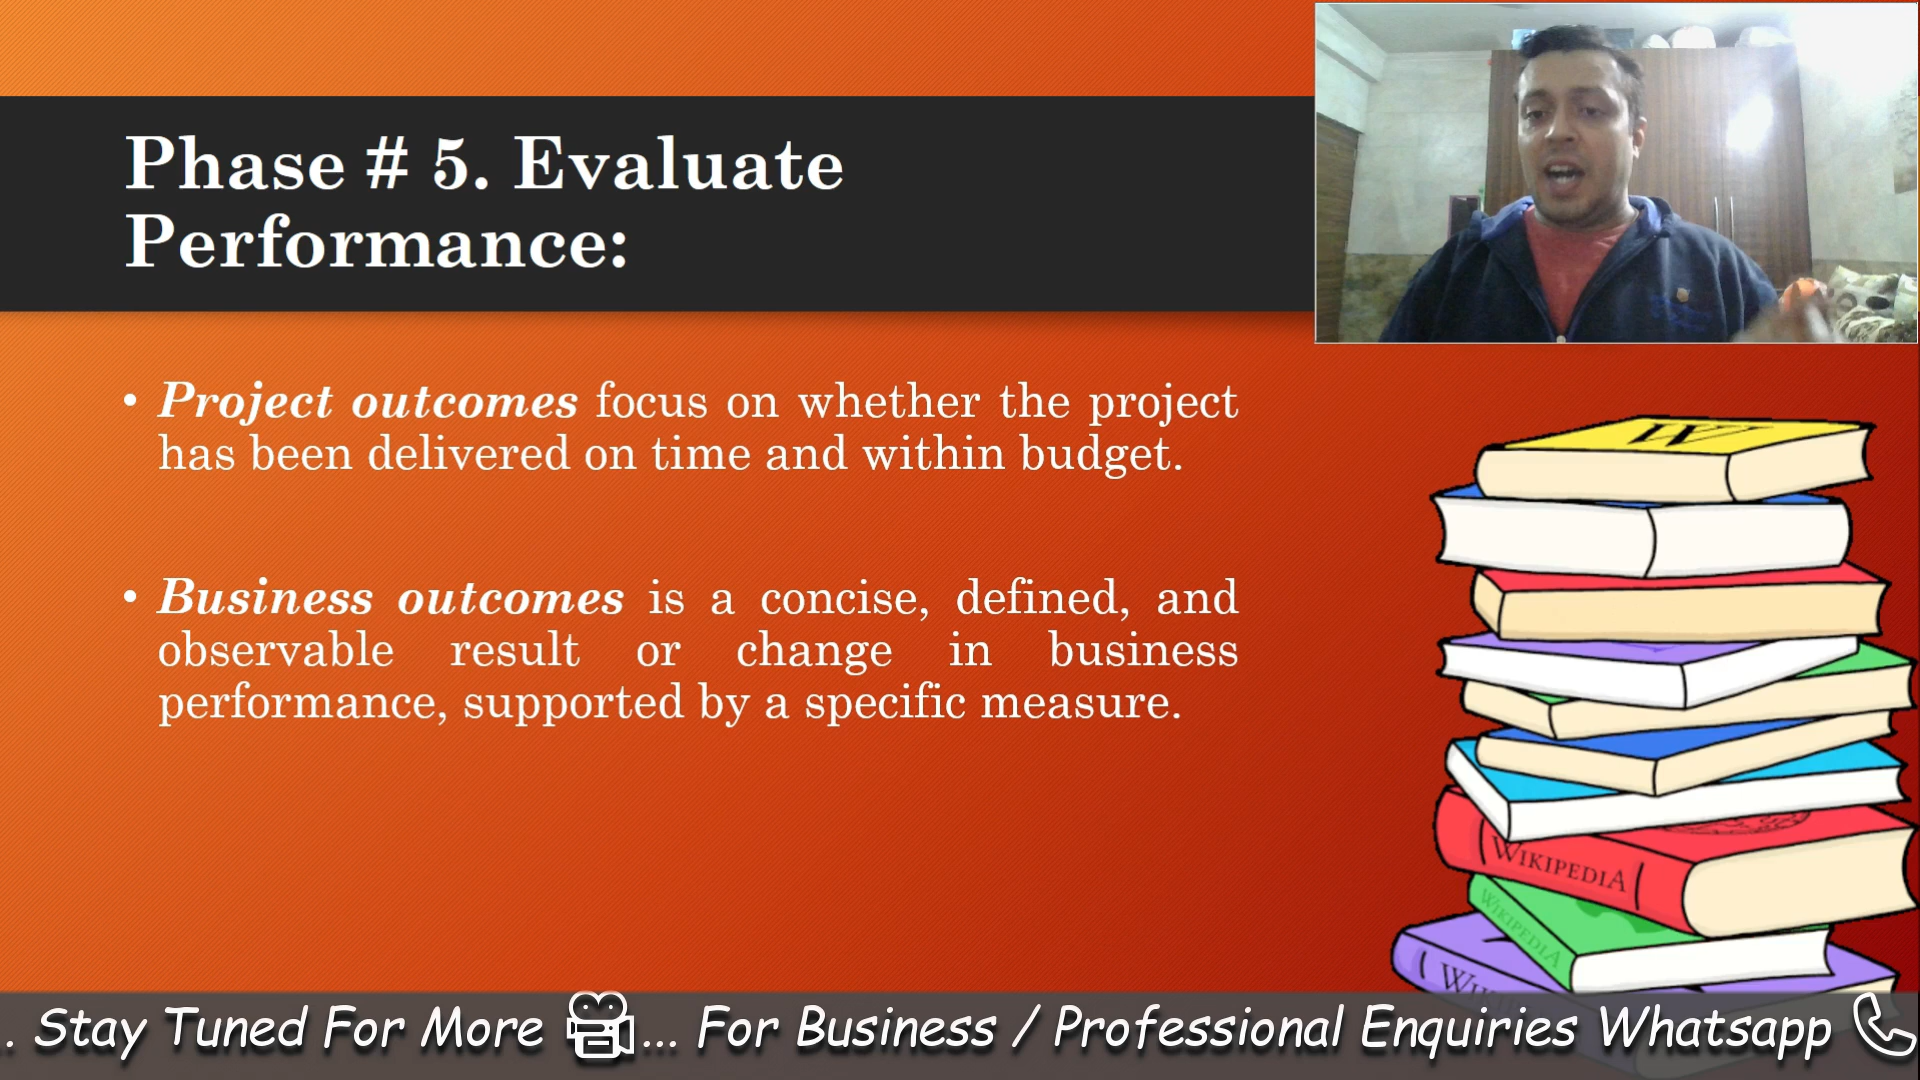 Phase # 5. Evaluate
Performance:
• Project outcomes focus on whether the project
has been delivered on time and within budget.
• Business outcomes is a concise, defined, and
observable result or change in business
performance, supported by a specific measure.
W
WIKIPEDIA
WIKIPEDIA
.. Stay Tuned For More ... For Business / Professional Enquiries Whatsapp